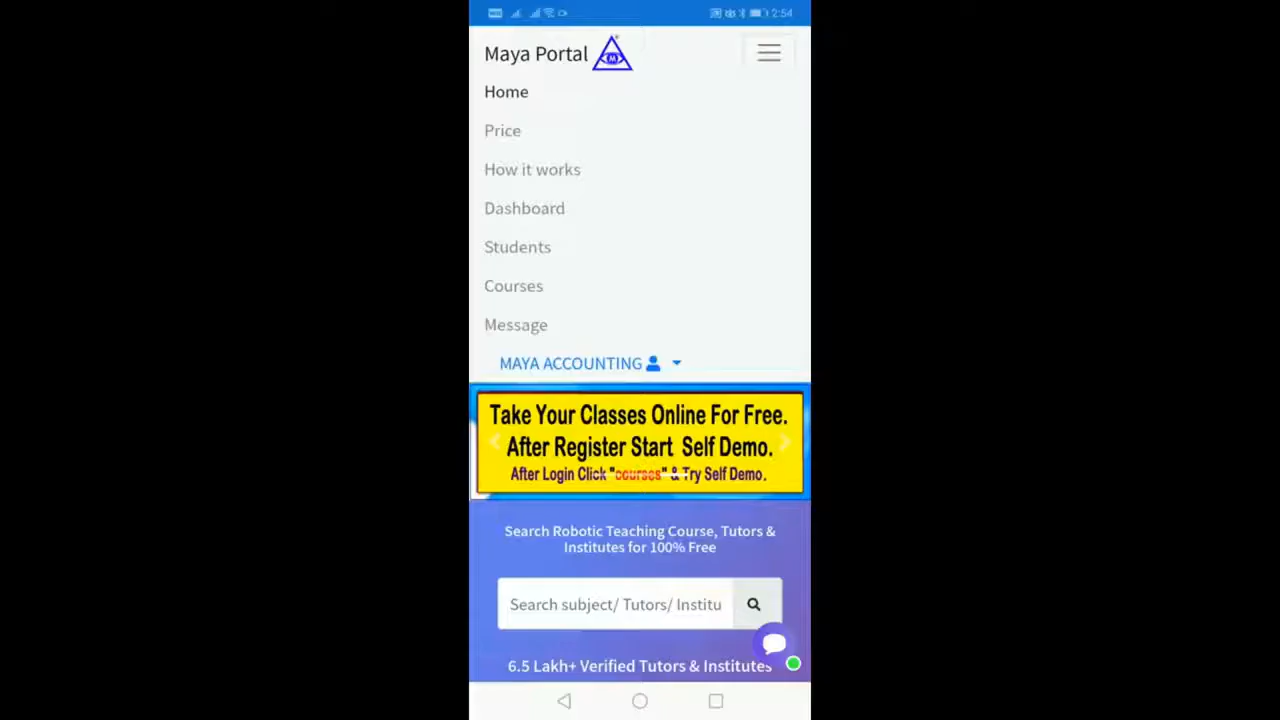 2:54
Maya Portal
Home
Price
How it works
Dashboard
Students
Courses
Message
MAYA ACCOUNTING
Take Your Classes Online For Free.
After Register Start Self Demo.
After Login Click "courses" & Try Self Demo.
Search Robotic Teaching Course, Tutors &
Institutes for 100% Free
Search subject/ Tutors/ Institu
6.5 Lakh+ Verified Tutors & Institutes